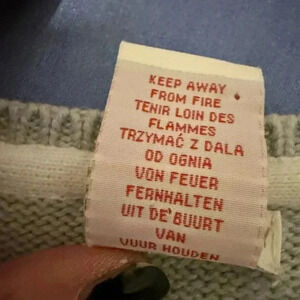 KEEP AWAY
FROM FIRE
TENIR LOIN DES
FLAMMES
TRZYMAĆ Z DALA
OD OGNIA
VON FEUER
FERNHALTEN
UIT DE BUURT
VAN
VUUR HOUDEN